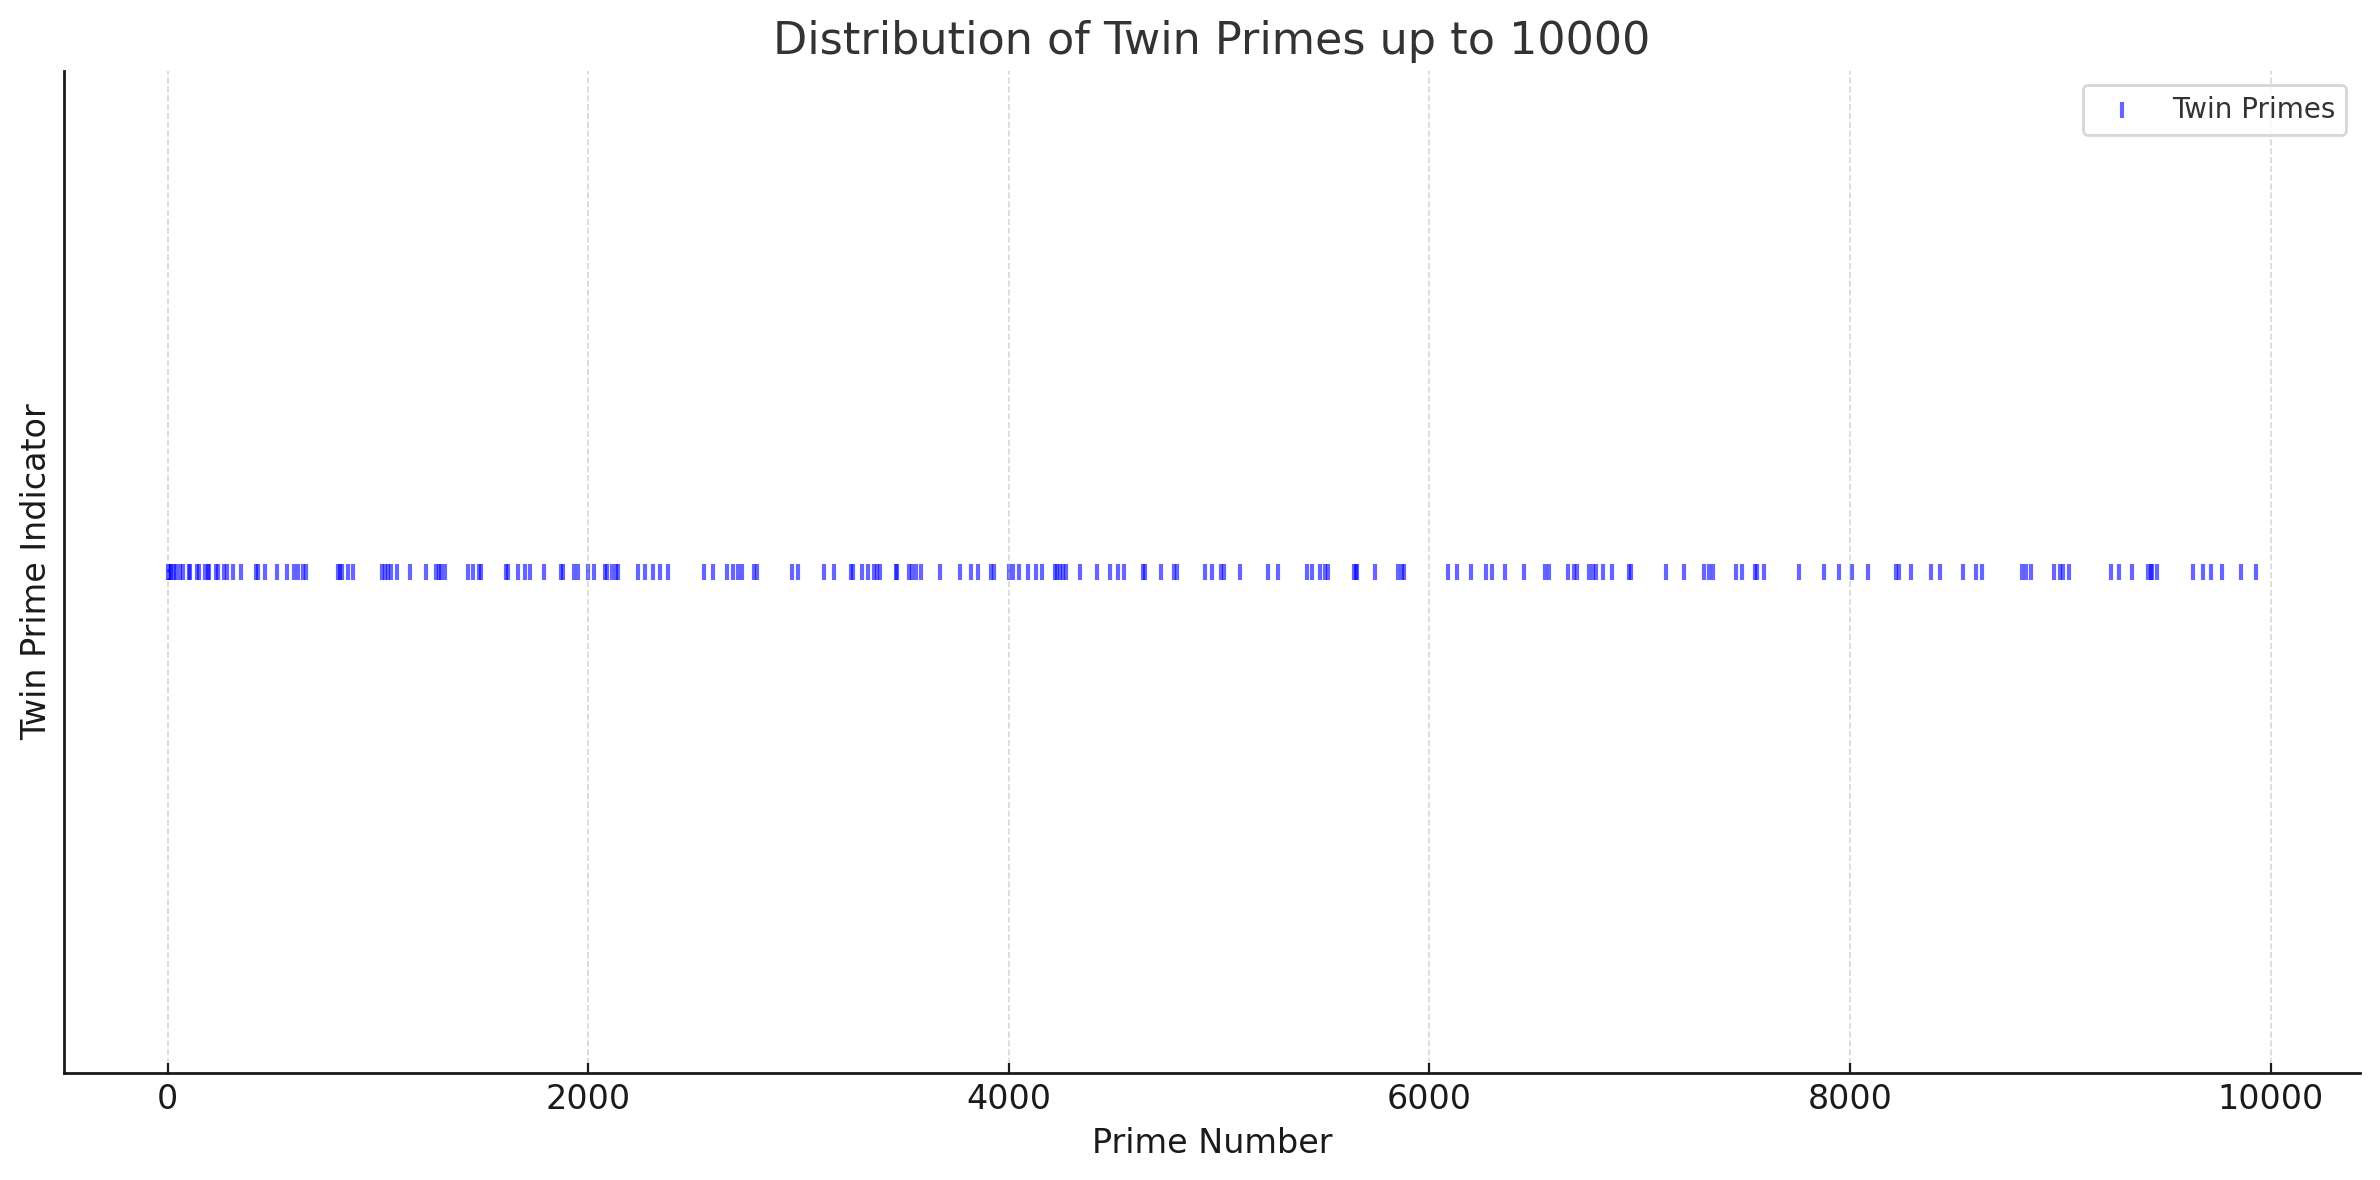 Distribution of Twin Primes up to 10000
Twin Primes
Twin Prime Indicator
0 2000 4000 6000 8000 10000
Prime Number